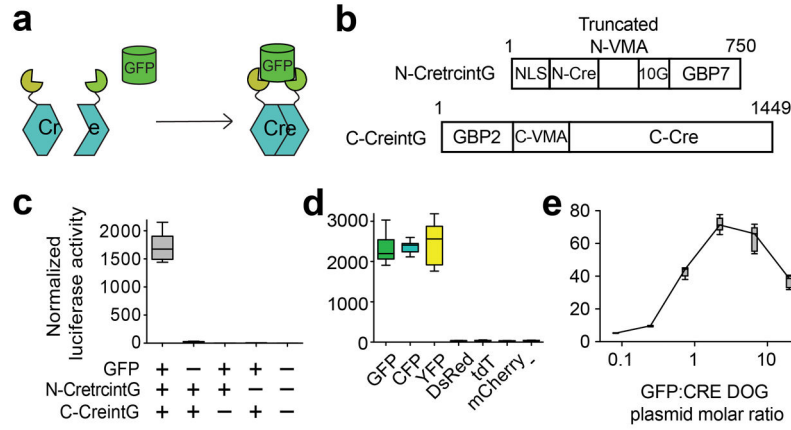 a
GFP
GFP
Cr e
Cre
b
Truncated
1 N-VMA 750
N-CretrcintG NLS N-Cre 10G GBP7
1 1449
C-CreintG GBP2 C-VMA C-Cre
c
Normalized
luciferase activity
2000
1500
1000
500
0
GFP + − + + −
N-CretrcintG + + + − −
C-CreintG + + − + −
d
3000
2000
1000
0
GFP
CFP
YFP
DsRed
tdT
mCherry
-
e
80
60
40
20
0
0.1 1 10
GFP:CRE DOG
plasmid molar ratio